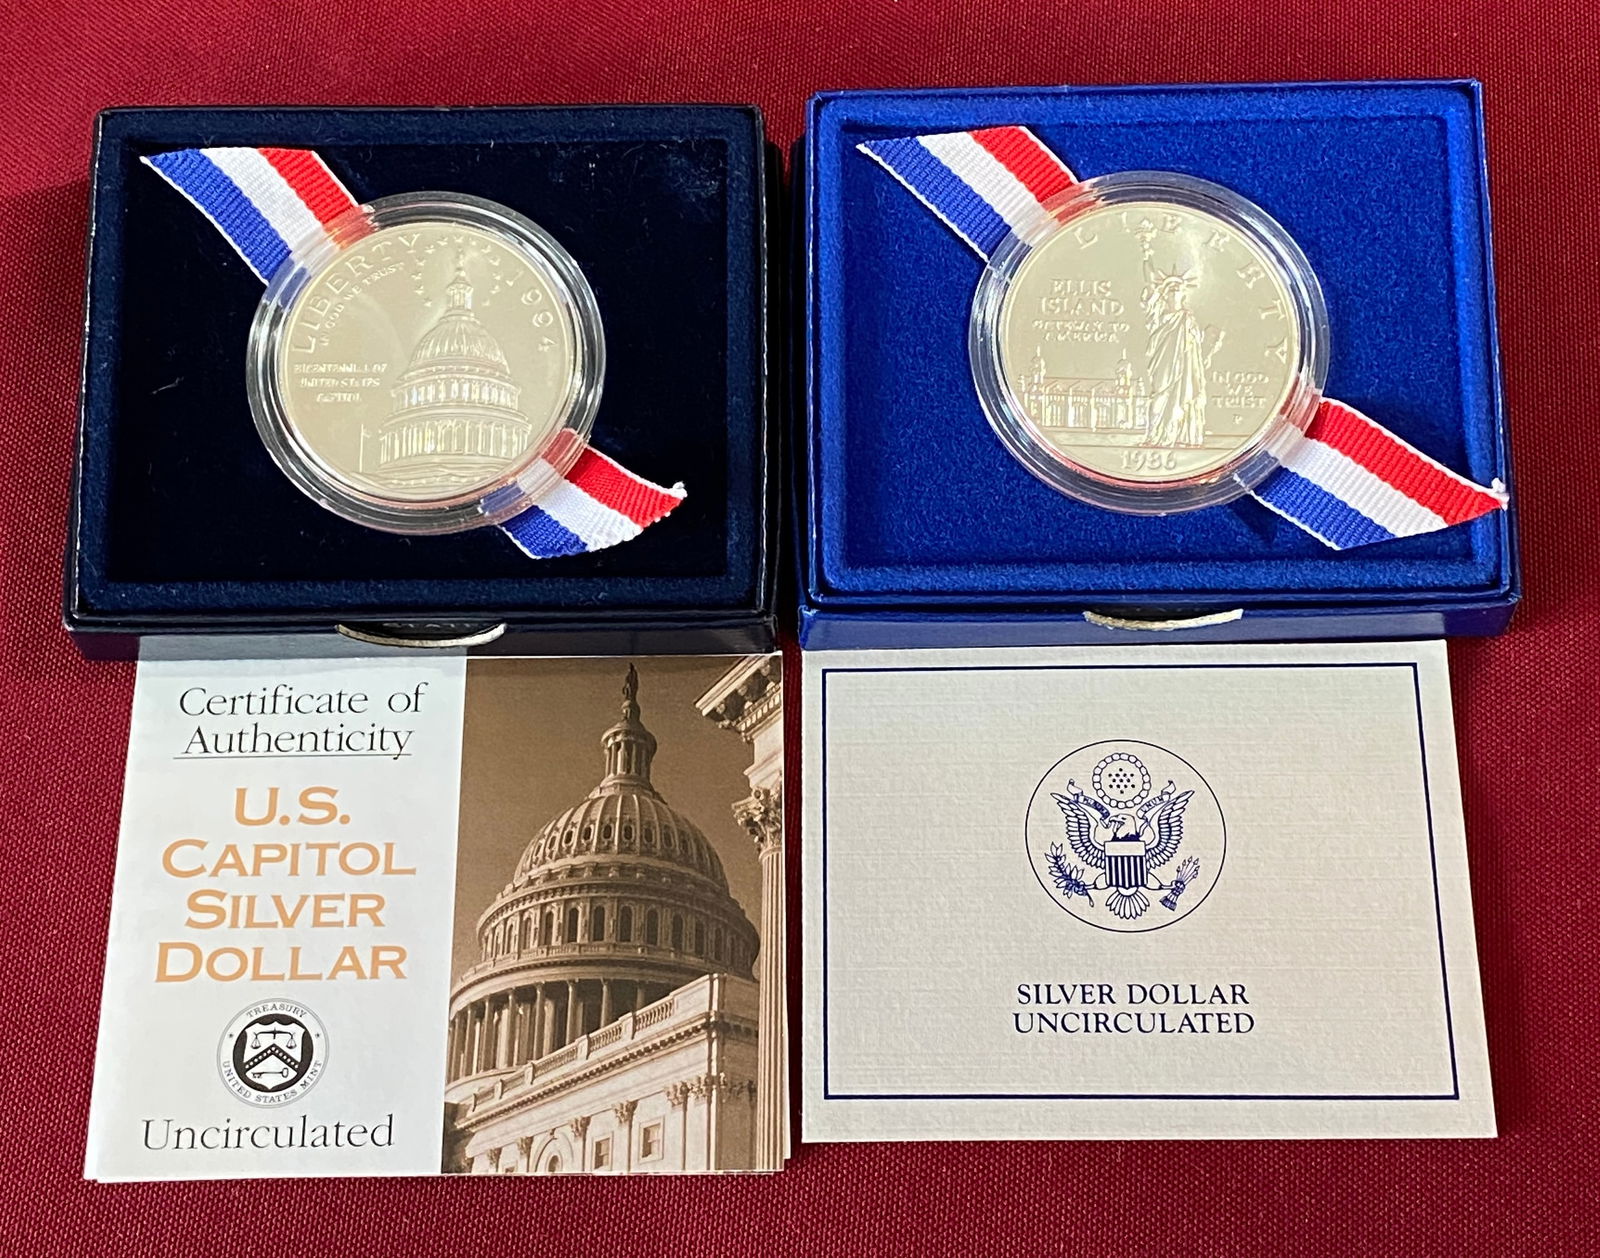 LIBERTY
IN GOD WE TRUST
1994
BICENTENNIAL OF
UNITED STATES
CAPITOL
LIBERTY
ELLIS
ISLAND
GATEWAY TO
AMERICA
IN GOD
WE
TRUST
P
1986
Certificate of
Authenticity
U.S.
CAPITOL
SILVER
DOLLAR
TREASURY
UNITED STATES MINT
Uncirculated
SILVER DOLLAR
UNCIRCULATED